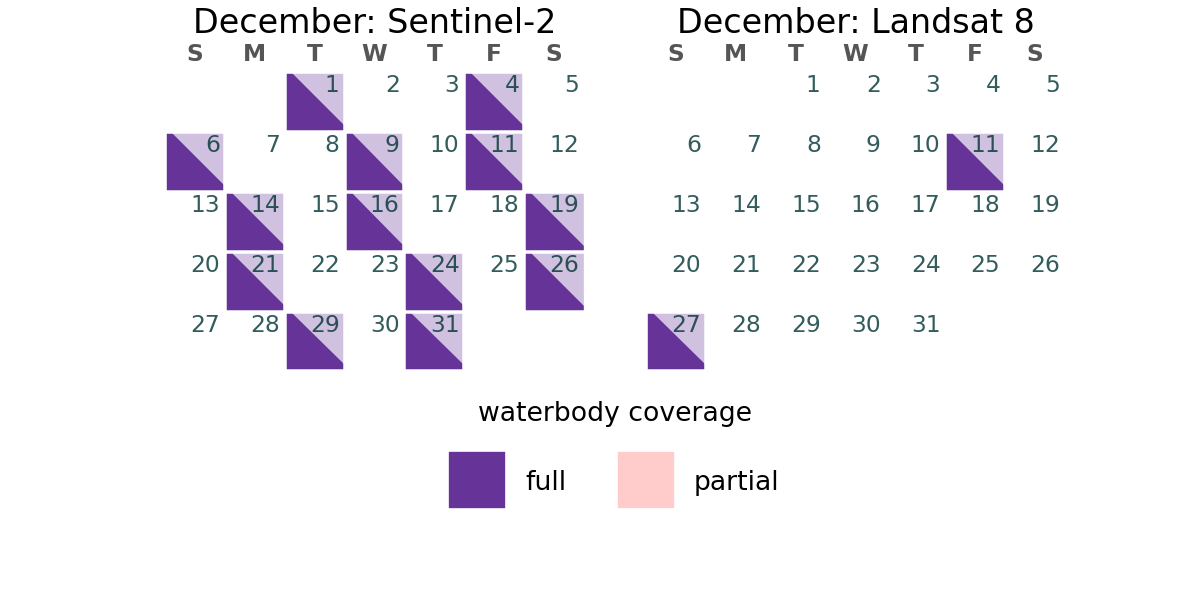 December: Sentinel-2
S M T W T F S
1 2 3 4 5
6 7 8 9 10 11 12
13 14 15 16 17 18 19
20 21 22 23 24 25 26
27 28 29 30 31
December: Landsat 8
S M T W T F S
1 2 3 4 5
6 7 8 9 10 11 12
13 14 15 16 17 18 19
20 21 22 23 24 25 26
27 28 29 30 31
waterbody coverage
full partial